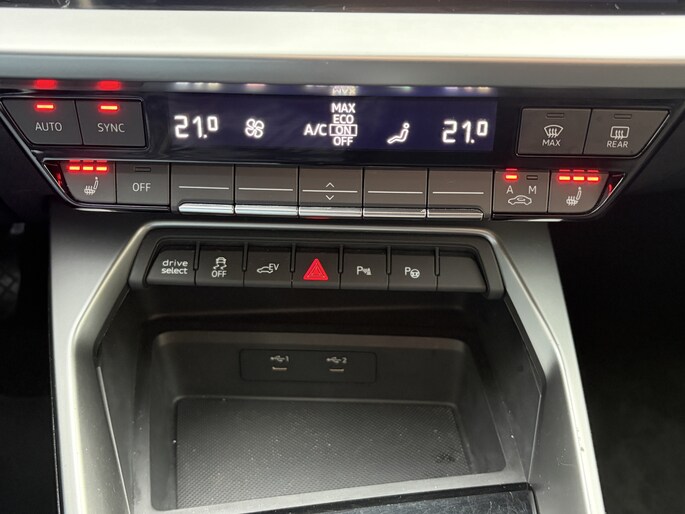 AUTO
SYNC
21.0
MAX
ECO
A/C ON
OFF
21.0
MAX
REAR
OFF
A M
drive
select
OFF
EV
P
P
1
2